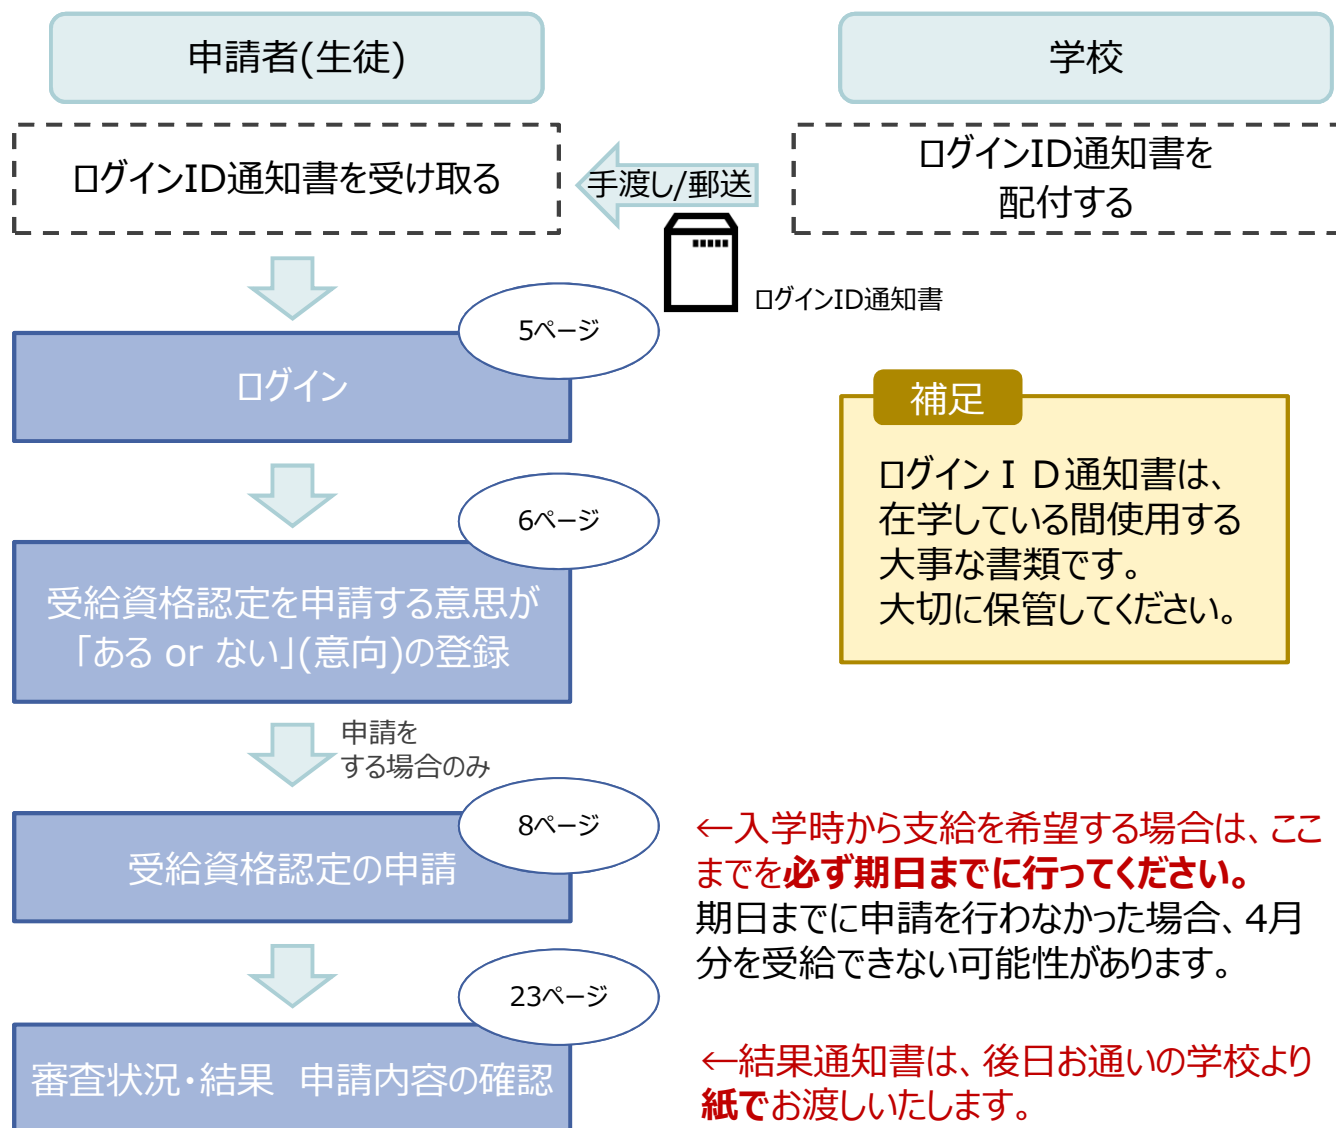 申請者(生徒)
学校
ログインID通知書を受け取る
手渡し/郵送
ログインID通知書を
配付する
ログインID通知書
5ページ
ログイン
補足
ログインＩＤ通知書は、
在学している間使用する
大事な書類です。
大切に保管してください。
6ページ
受給資格認定を申請する意思が
「ある or ない」(意向)の登録
申請を
する場合のみ
8ページ
受給資格認定の申請
←入学時から支給を希望する場合は、ここ
までを必ず期日までに行ってください。
期日までに申請を行わなかった場合、4月
分を受給できない可能性があります。
23ページ
審査状況・結果　申請内容の確認
←結果通知書は、後日お通いの学校より
紙でお渡しいたします。